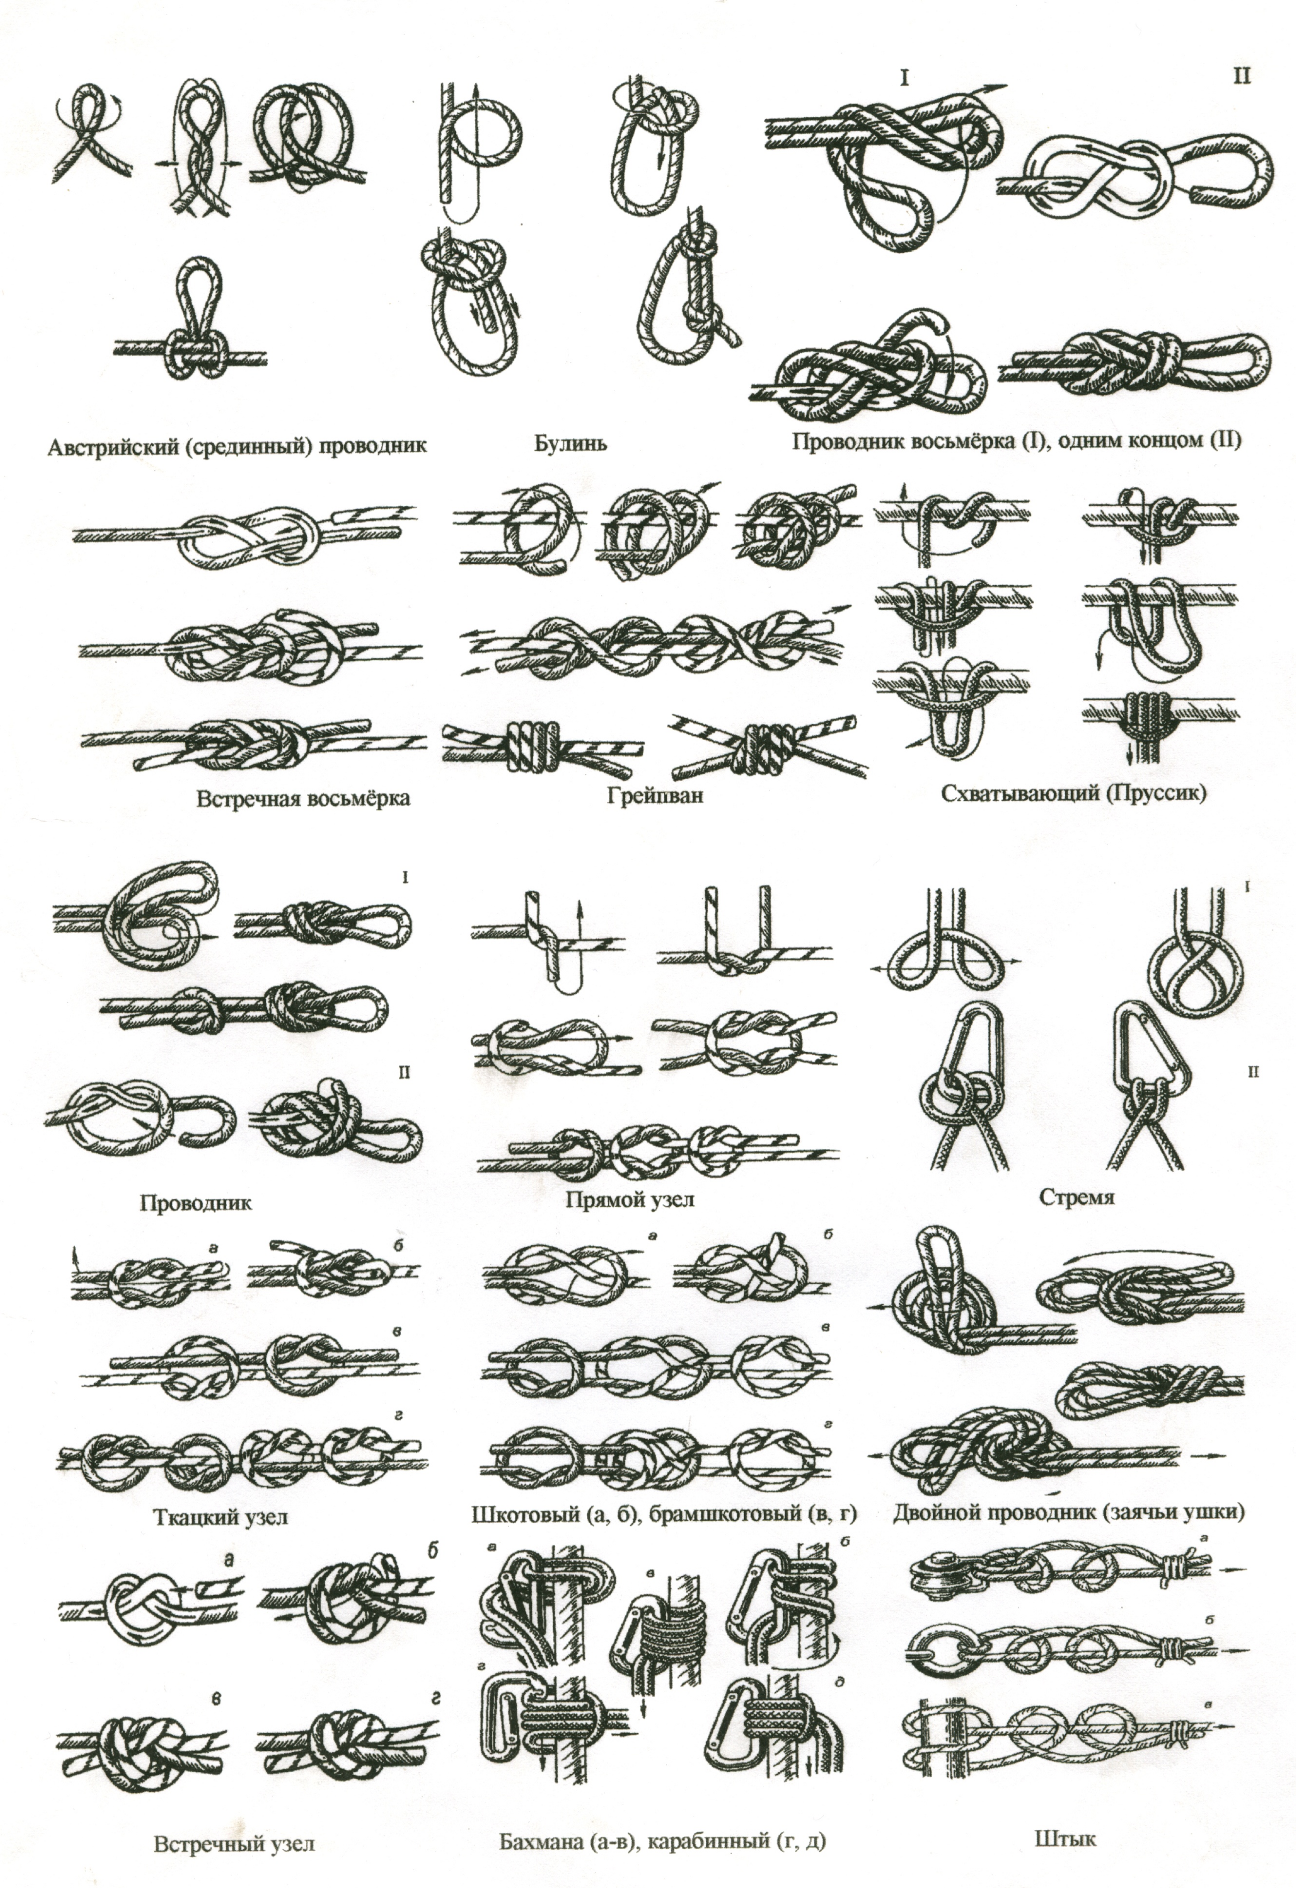 I
II
Австрийский (срединный) проводник
Булинь
Проводник восьмёрка (I), одним концом (II)
Встречная восьмёрка
Грейпван
Схватывающий (Пруссик)
I
II
Проводник
Прямой узел
I
II
Стремя
а
б
в
г
Ткацкий узел
а
б
в
г
Шкотовый (а, б), брамшкотовый (в, г)
Двойной проводник (заячьи ушки)
а
б
в
г
Встречный узел
а
б
в
г
д
Бахмана (а-в), карабинный (г, д)
а
б
в
Штык